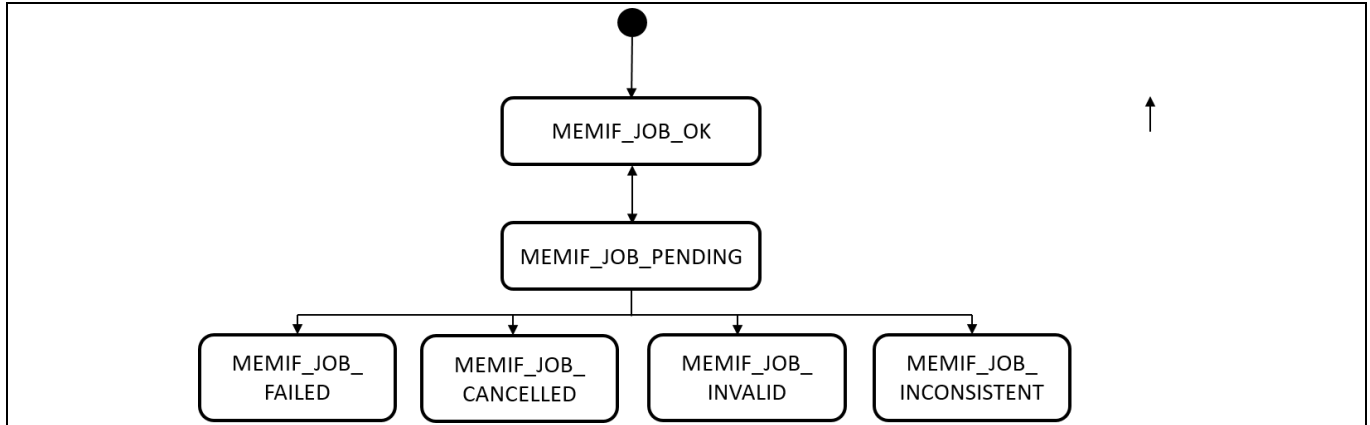 MEMIF_JOB_OK
MEMIF_JOB_PENDING
MEMIF_JOB_
FAILED
MEMIF_JOB_
CANCELLED
MEMIF_JOB_
INVALID
MEMIF_JOB_
INCONSISTENT